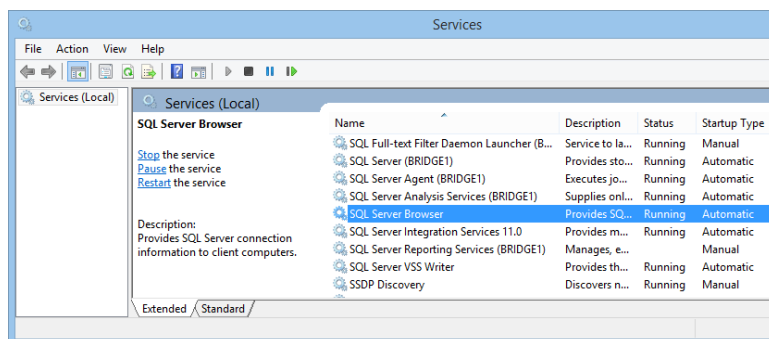 Services
File Action View Help
Services (Local)
Services (Local)
SQL Server Browser
Stop the service
Pause the service
Restart the service
Description:
Provides SQL Server connection
information to client computers.
Name Description Status Startup Type
SQL Full-text Filter Daemon Launcher (B... Service to la... Running Manual
SQL Server (BRIDGE1) Provides sto... Running Automatic
SQL Server Agent (BRIDGE1) Executes jo... Running Automatic
SQL Server Analysis Services (BRIDGE1) Supplies onl... Running Automatic
SQL Server Browser Provides SQ... Running Automatic
SQL Server Integration Services 11.0 Provides m... Running Automatic
SQL Server Reporting Services (BRIDGE1) Manages, e... Manual
SQL Server VSS Writer Provides th... Running Automatic
SSDP Discovery Discovers n... Running Manual
Extended Standard